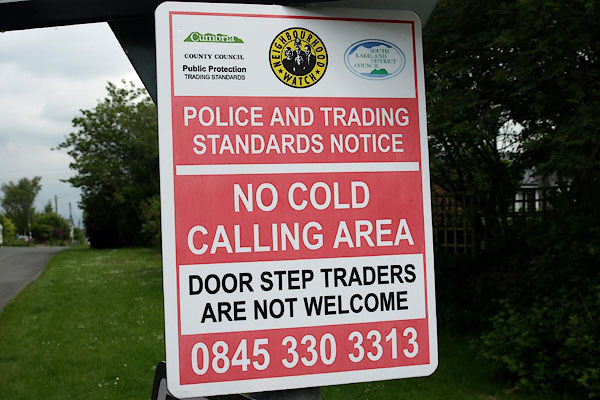 Cumbria
COUNTY COUNCIL
Public Protection
TRADING STANDARDS
NEIGHBOURHOOD
WATCH
SOUTH
LAKELAND
DISTRICT
COUNCIL
POLICE AND TRADING
STANDARDS NOTICE
NO COLD
CALLING AREA
DOOR STEP TRADERS
ARE NOT WELCOME
0845 330 3313